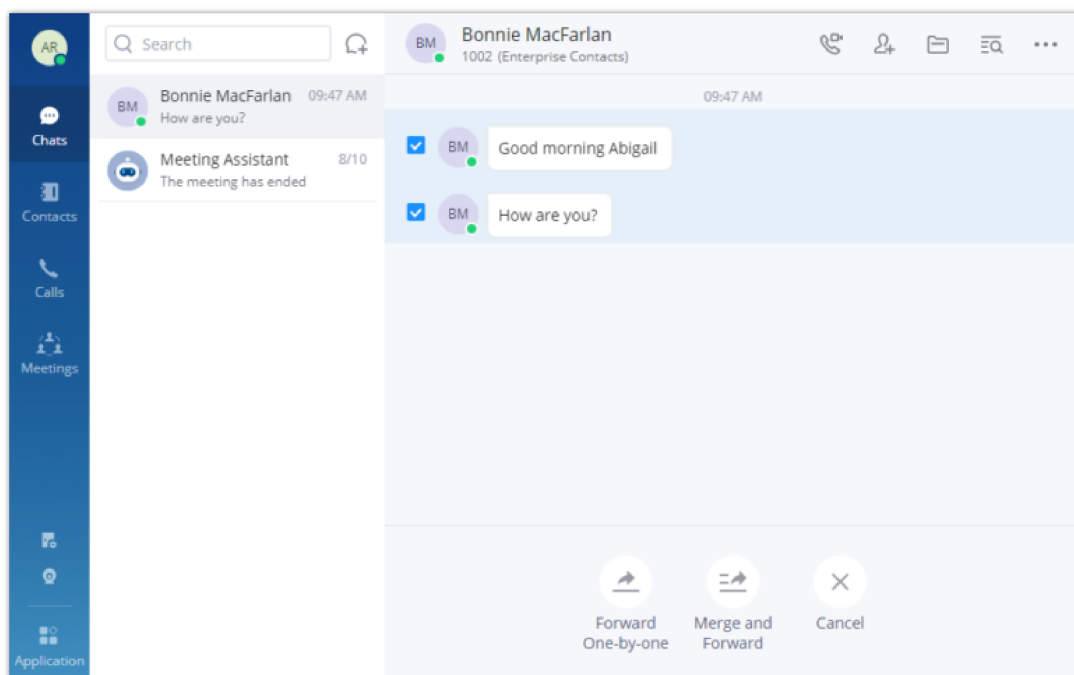 AR
Chats
Contacts
Calls
Meetings
Application
Search
BM
Bonnie MacFarlan 09:47 AM
How are you?
Meeting Assistant 8/10
The meeting has ended
BM
Bonnie MacFarlan
1002 (Enterprise Contacts)
09:47 AM
BM Good morning Abigail
BM How are you?
Forward One-by-one
Merge and Forward
Cancel